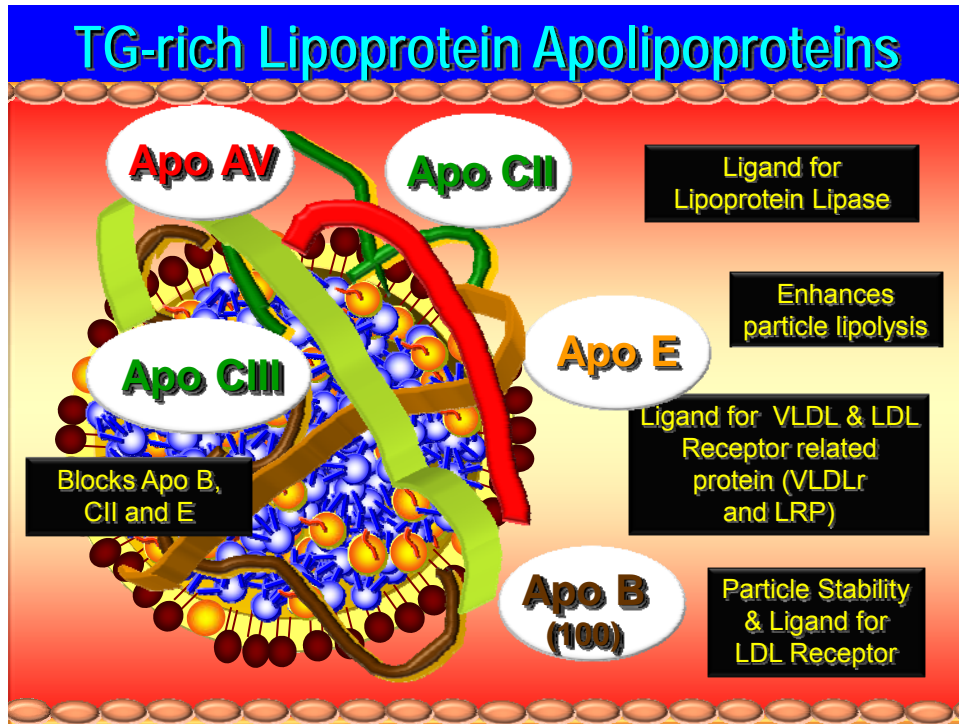 TG-rich Lipoprotein Apolipoproteins
Apo AV
Apo CII
Ligand for
Lipoprotein Lipase
Enhances
particle lipolysis
Apo E
Apo CIII
Ligand for VLDL & LDL
Receptor related
protein (VLDLr
and LRP)
Blocks Apo B,
CII and E
Apo B
(100)
Particle Stability
& Ligand for
LDL Receptor